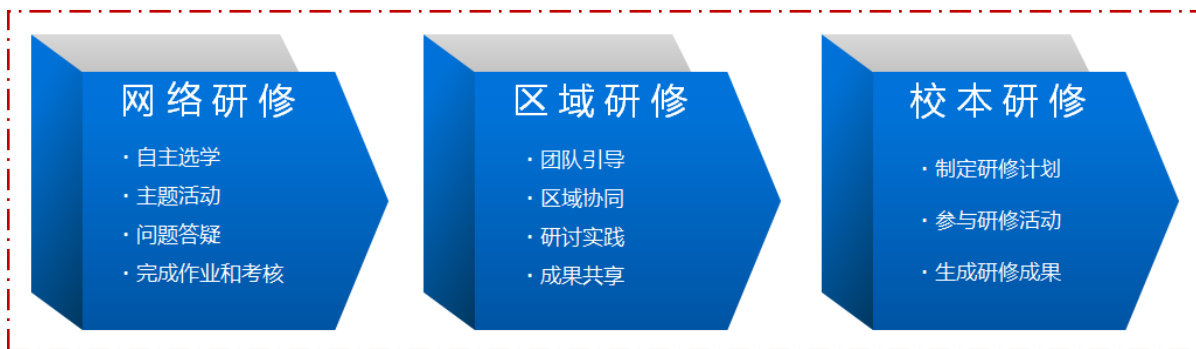 网络研修
·自主选学
·主题活动
·问题答疑
·完成作业和考核
区域研修
·团队引导
·区域协同
·研讨实践
·成果共享
校本研修
·制定研修计划
·参与研修活动
·生成研修成果